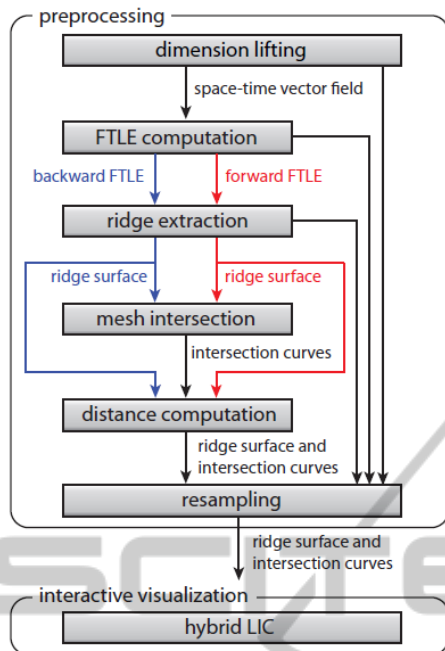 preprocessing
dimension lifting
space-time vector field
FTLE computation
backward FTLE
forward FTLE
ridge extraction
ridge surface
ridge surface
mesh intersection
intersection curves
distance computation
ridge surface and
intersection curves
resampling
ridge surface and
intersection curves
interactive visualization
hybrid LIC